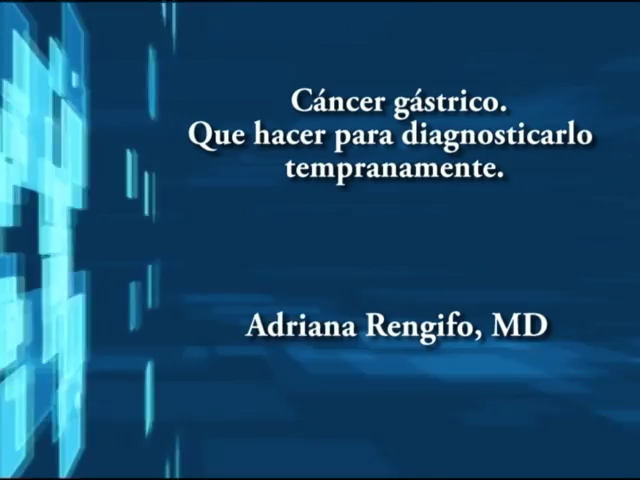 Cáncer gástrico.
Que hacer para diagnosticarlo
tempranamente.
Adriana Rengifo, MD